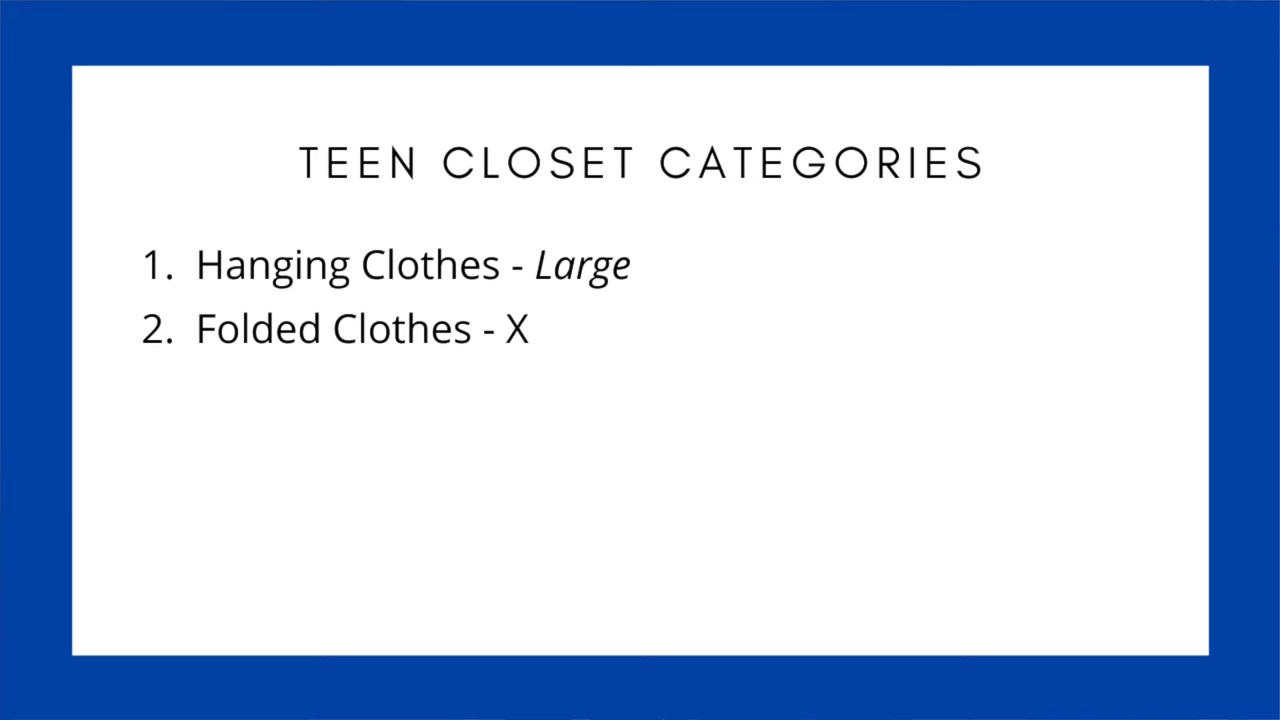 TEEN CLOSET CATEGORIES
1. Hanging Clothes - Large
2. Folded Clothes - X